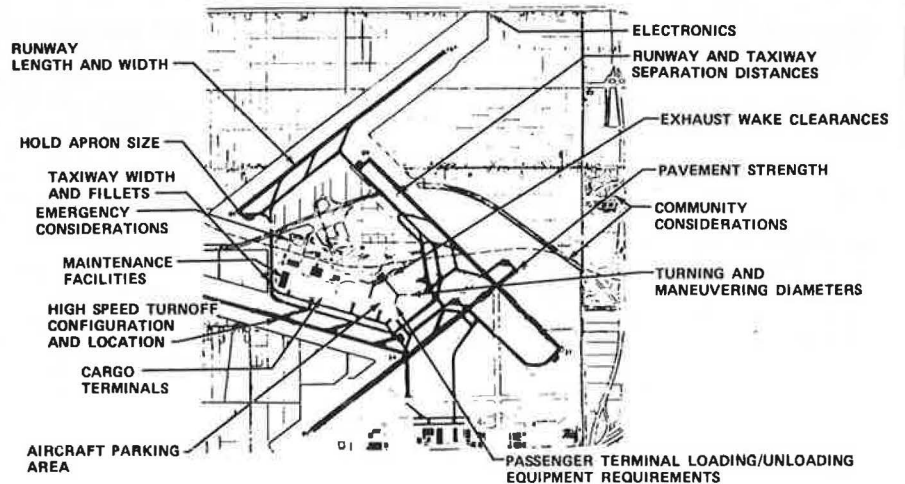 RUNWAY
LENGTH AND WIDTH
HOLD APRON SIZE
TAXIWAY WIDTH
AND FILLETS
EMERGENCY
CONSIDERATIONS
MAINTENANCE
FACILITIES
HIGH SPEED TURNOFF
CONFIGURATION
AND LOCATION
CARGO
TERMINALS
AIRCRAFT PARKING
AREA
ELECTRONICS
RUNWAY AND TAXIWAY
SEPARATION DISTANCES
EXHAUST WAKE CLEARANCES
PAVEMENT STRENGTH
COMMUNITY
CONSIDERATIONS
TURNING AND
MANEUVERING DIAMETERS
PASSENGER TERMINAL LOADING/UNLOADING
EQUIPMENT REQUIREMENTS